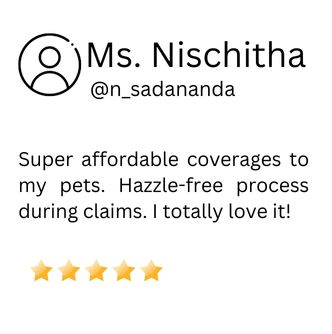 Ms. Nischitha
@n_sadananda
Super affordable coverages to
my pets. Hazzle-free process
during claims. I totally love it!